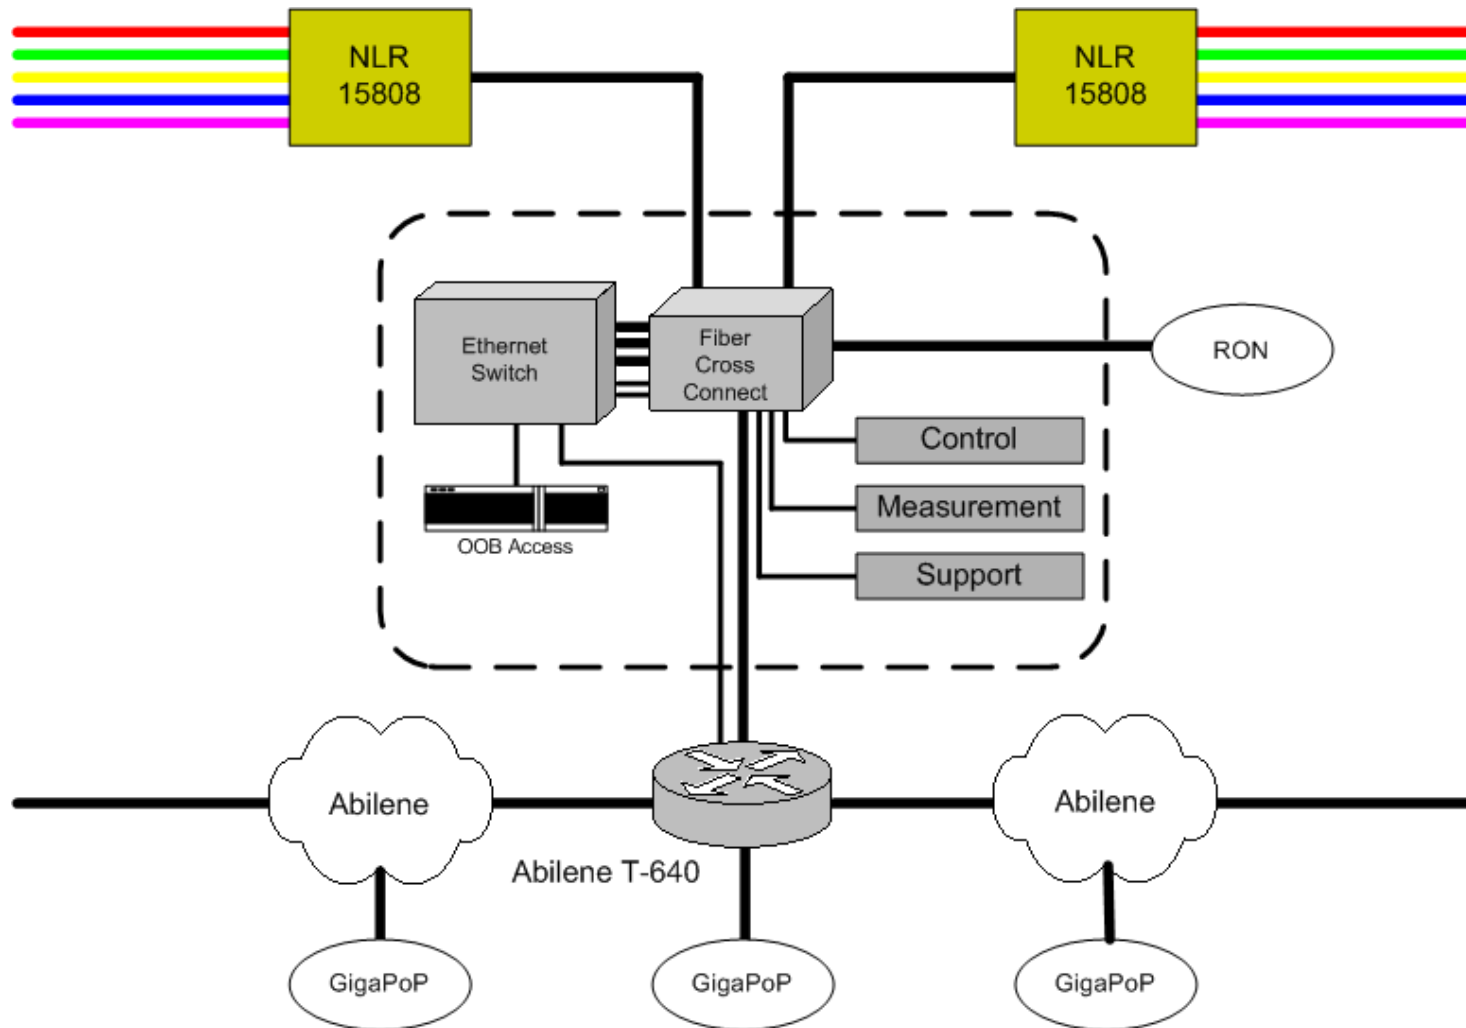 NLR
15808
NLR
15808
Ethernet
Switch
Fiber
Cross
Connect
RON
Control
Measurement
Support
OOB Access
Abilene
Abilene
Abilene T-640
GigaPoP
GigaPoP
GigaPoP